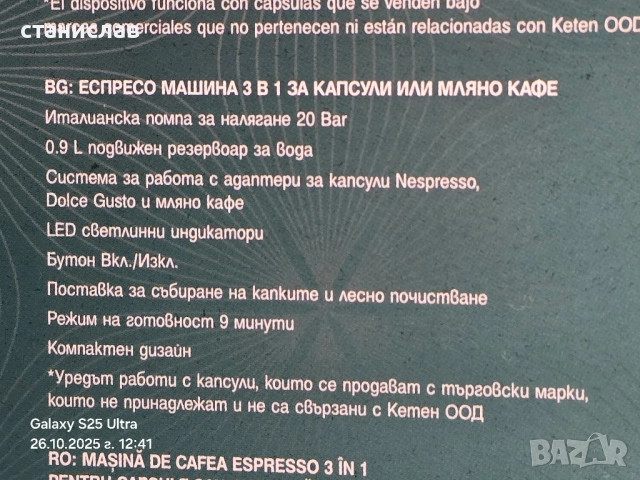 *El dispositivo funciona con capsulas que se venden bajo
marcas comerciales que no pertenecen ni están relacionadas con Кетен ООД
станислав
BG: ЕСПРЕСО МАШИНА 3 В 1 ЗА КАПСУЛИ ИЛИ МЛЯНО КАФЕ
Италианска помпа за налягане 20 Bar
0.9 L подвижен резервоар за вода
Система за работа с адаптери за капсули Nespresso,
Dolce Gusto и мляно кафе
LED светлинни индикатори
Бутон Вкл./Изкл.
Поставка за събиране на капките и лесно почистване
Режим на готовност 9 минути
Компактен дизайн
*Уредът работи с капсули, които се продават с търговски марки,
които не принадлежат и не са свързани с Кетен ООД
Galaxy S25 Ultra
26.10.2025 г. 12:41
RO: MAȘINĂ DE CAFEA ESPRESSO 3 ÎN 1
BAZAR